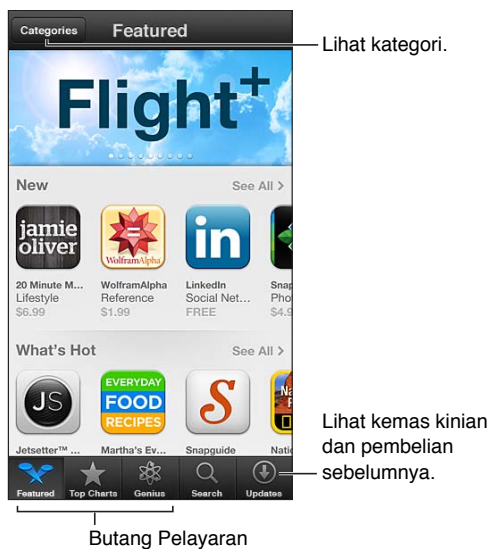 Categories Featured
Lihat kategori.
Flight+
New See All >
jamie
oliver
WolframAlpha
in
20 Minute M... WolframAlpha LinkedIn Snap
Lifestyle Reference Social Net... Pho
$6.99 $1.99 FREE $4.9
What's Hot See All >
JS
EVERYDAY
FOOD
RECIPES
S
Jetsetter™ ... Martha's Ev... Snapguide Natio
Lihat kemas kinian
dan pembelian
sebelumnya.
Featured Top Charts Genius Search Updates
Butang Pelayaran